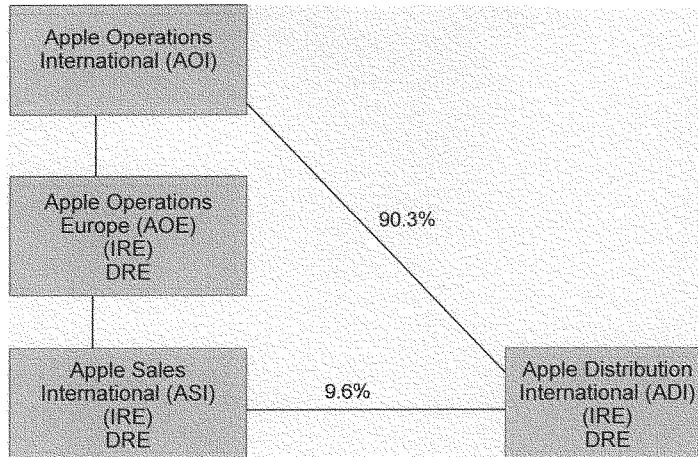 Apple Operations
International (AOI)
Apple Operations
Europe (AOE)
(IRE)
DRE
90.3%
Apple Sales
International (ASI)
(IRE)
DRE
9.6%
Apple Distribution
International (ADI)
(IRE)
DRE